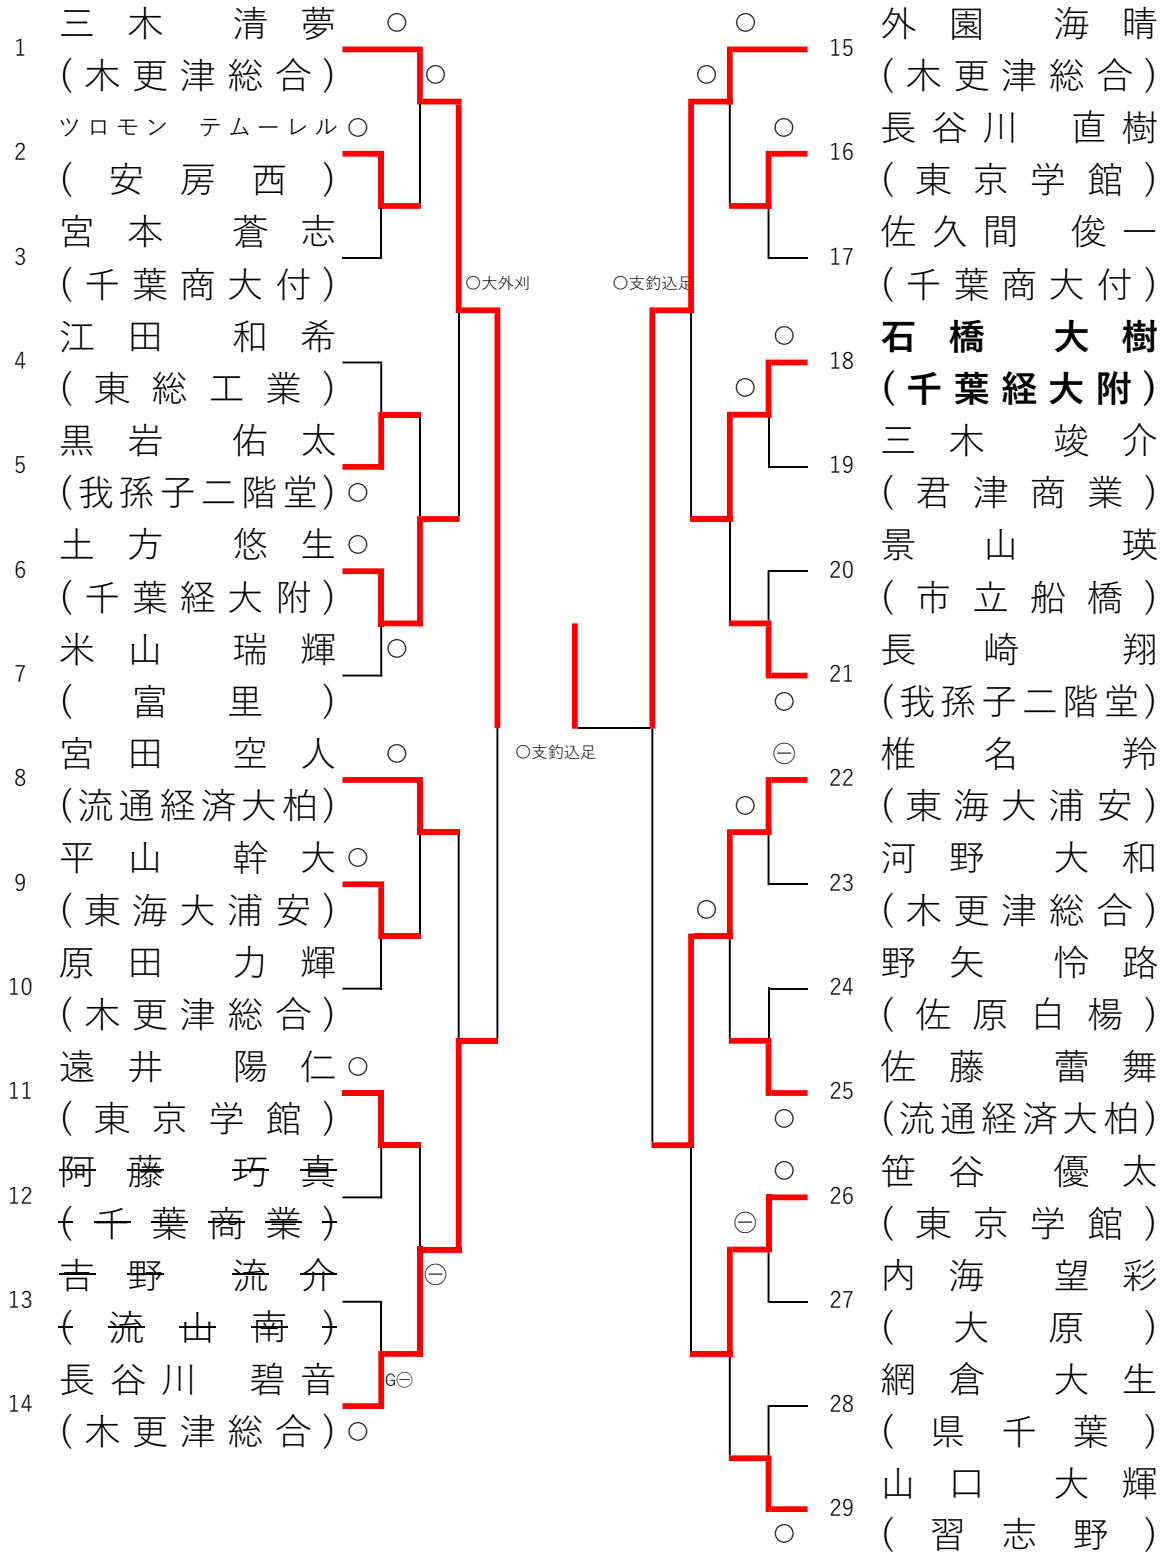 三木 清夢
1
(木更津総合)
ツロモン テムーレル
2
(安房西)
宮本 蒼志
3
(千葉商大付)
江田 和希
4
(東総工業)
黒岩 佑太
5
(我孫子二階堂)
土方 悠生
6
(千葉経大附)
米山 瑞輝
7
(富里)
宮田 空人
8
(流通経済大柏)
平山 幹大
9
(東海大浦安)
原田 力輝
10
(木更津総合)
遠井 陽仁
11
(東京学館)
阿藤 巧真
12
(千葉商業)
吉野 流介
13
(流山南)
長谷川 碧音
14
(木更津総合)
○
○
○
○
○
○
○
○
○
○
㊀
G㊀
○大外刈
○支釣込足
○支釣込足
○
○
○
○
○
○
㊀
○
○
○
○
㊀
○
外園 海晴
15
(木更津総合)
長谷川 直樹
16
(東京学館)
佐久間 俊一
17
(千葉商大付)
石橋 大樹
18
(千葉経大附)
三木 竣介
19
(君津商業)
景山 瑛
20
(市立船橋)
長崎 翔
21
(我孫子二階堂)
椎名 羚
22
(東海大浦安)
河野 大和
23
(木更津総合)
野矢 怜路
24
(佐原白楊)
佐藤 蕾舞
25
(流通経済大柏)
笹谷 優太
26
(東京学館)
内海 望彩
27
(大原)
網倉 大生
28
(県千葉)
山口 大輝
29
(習志野)